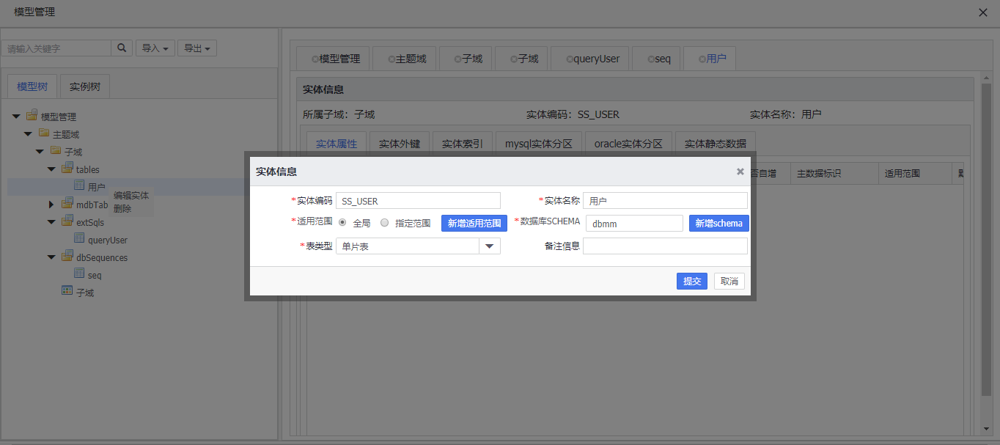 模型管理
请输入关键字 导入 导出
模型树 实例树
模型管理
主题域
子域
tables
用户
编辑实体
删除
mdbTab
extSqls
queryUser
dbSequences
seq
子域
模型管理 主题域 子域 子域 queryUser seq 用户
实体信息
所属子域：子域 实体编码：SS_USER 实体名称：用户
实体属性 实体外键 实体索引 mysql实体分区 oracle实体分区 实体静态数据
否自增 主数据标识 适用范围
实体信息
*实体编码 SS_USER *实体名称 用户
*适用范围 全局 指定范围 新增适用范围 *数据库SCHEMA dbmm 新增schema
*表类型 单片表 备注信息
提交 取消